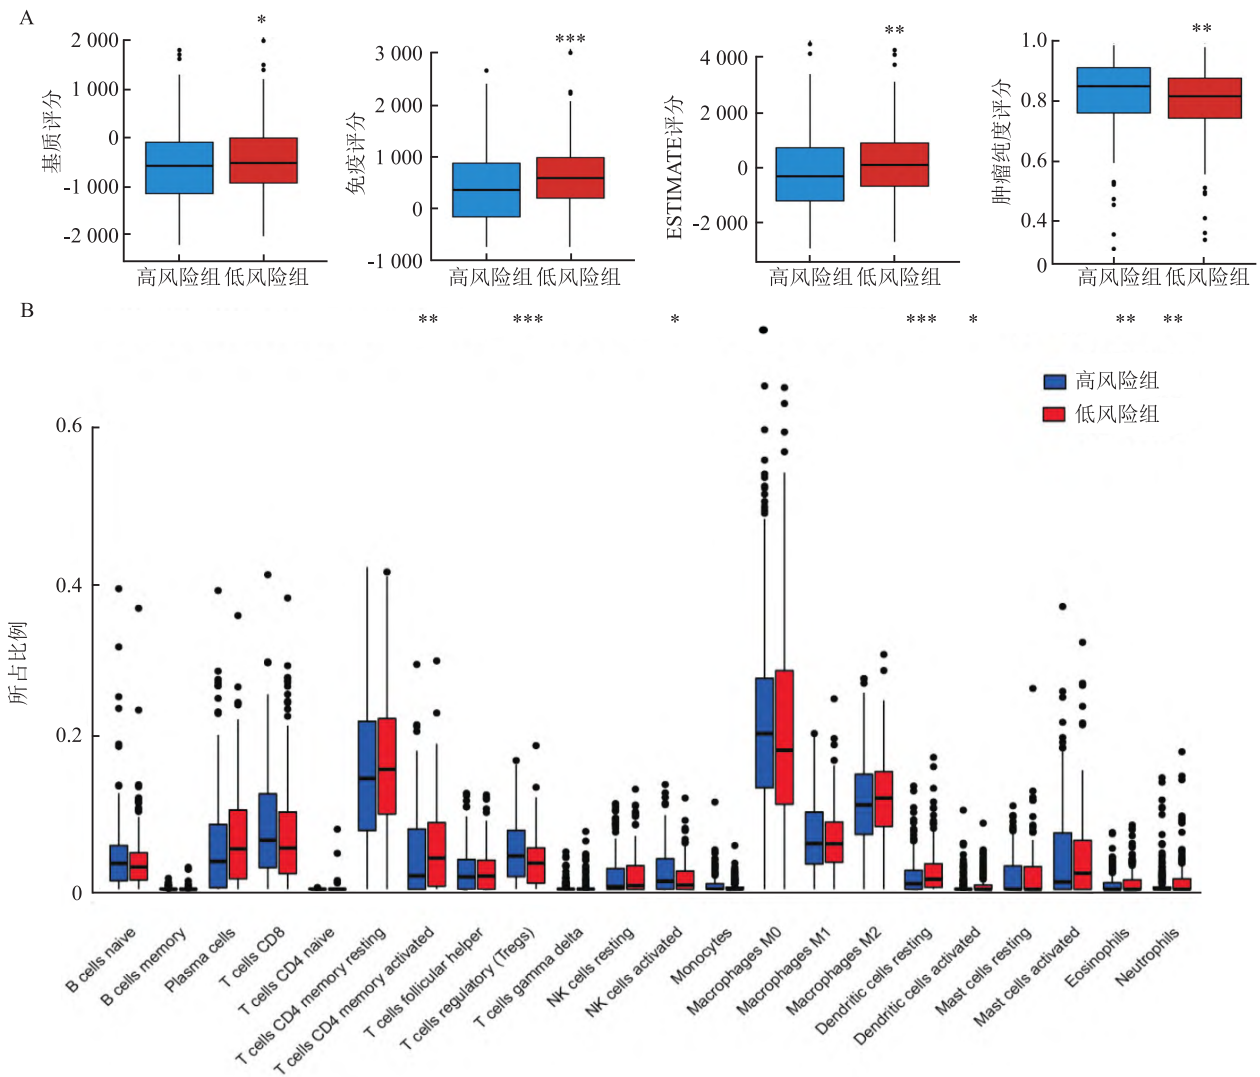 A
*
***
**
**
基质评分
2 000
1 000
0
-1 000
-2 000
高风险组 低风险组
免疫评分
3 000
2 000
1 000
0
-1 000
高风险组 低风险组
ESTIMATE评分
4 000
2 000
0
-2 000
高风险组 低风险组
肿瘤纯度评分
1.0
0.8
0.6
0.4
0
高风险组 低风险组
B
** *** * *** * ** **
高风险组
低风险组
所占比例
0.6
0.4
0.2
0
B cells naive
B cells memory
Plasma cells
T cells CD8
T cells CD4 naive
T cells CD4 memory resting
T cells CD4 memory activated
T cells follicular helper
T cells regulatory (Tregs)
T cells gamma delta
NK cells resting
NK cells activated
Monocytes
Macrophages M0
Macrophages M1
Macrophages M2
Dendritic cells resting
Dendritic cells activated
Mast cells resting
Mast cells activated
Eosinophils
Neutrophils